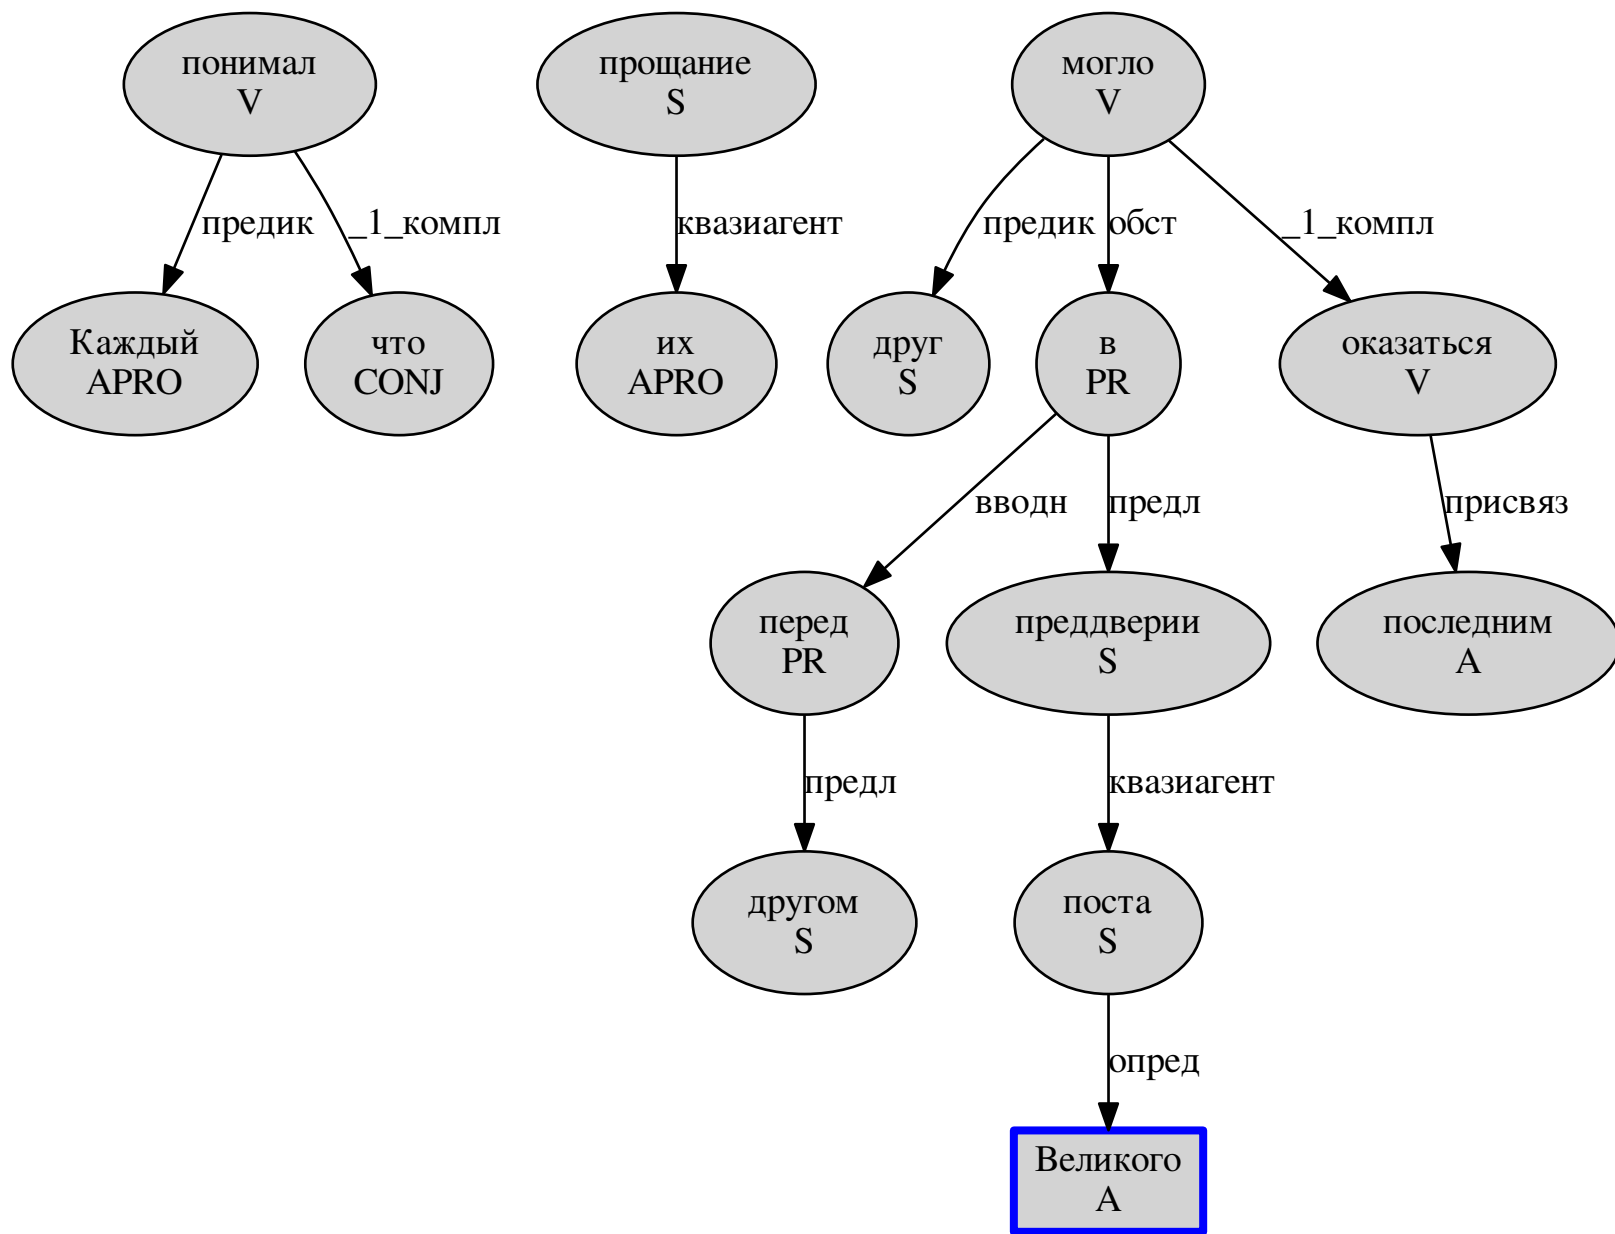 понимал
V
прощание
S
могло
V
предик
_1_компл
квазиагент
предик
обст
_1_компл
Каждый
APRO
что
CONJ
их
APRO
друг
S
в
PR
оказаться
V
вводн
предл
присвяз
перед
PR
преддверии
S
последним
A
предл
квазиагент
другом
S
поста
S
опред
Великого
A